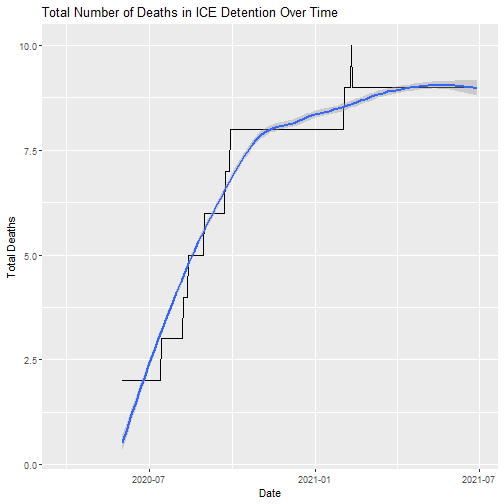 Total Number of Deaths in ICE Detention Over Time
10.0
7.5
5.0
2.5
0.0
Total Deaths
2020-07
2021-01
2021-07
Date